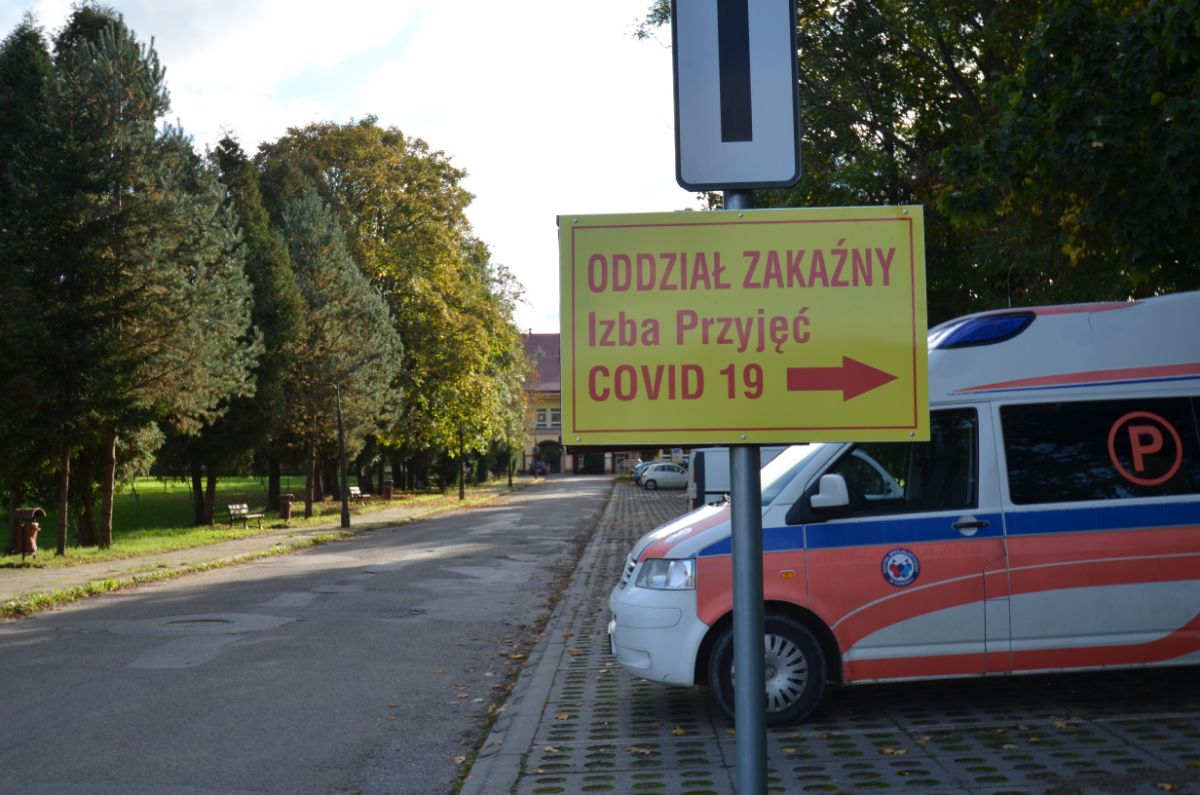 ODDZIAŁ ZAKAŹNY
Izba Przyjęć
COVID 19
P